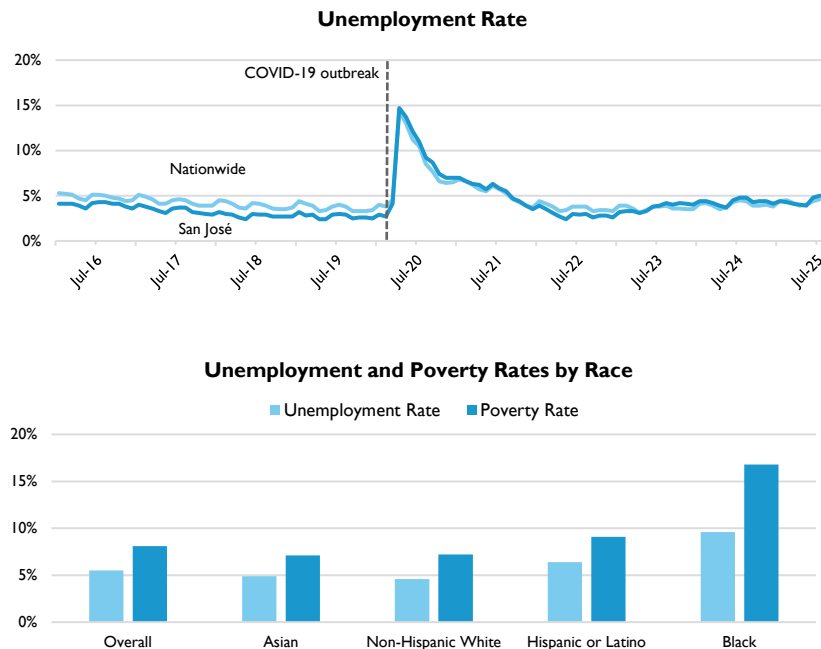 Unemployment Rate
20%
COVID-19 outbreak
15%
10%
Nationwide
5%
San José
0%
Jul-16
Jul-17
Jul-18
Jul-19
Jul-20
Jul-21
Jul-22
Jul-23
Jul-24
Jul-25
Unemployment and Poverty Rates by Race
Unemployment Rate Poverty Rate
20%
15%
10%
5%
0%
Overall Asian Non-Hispanic White Hispanic or Latino Black